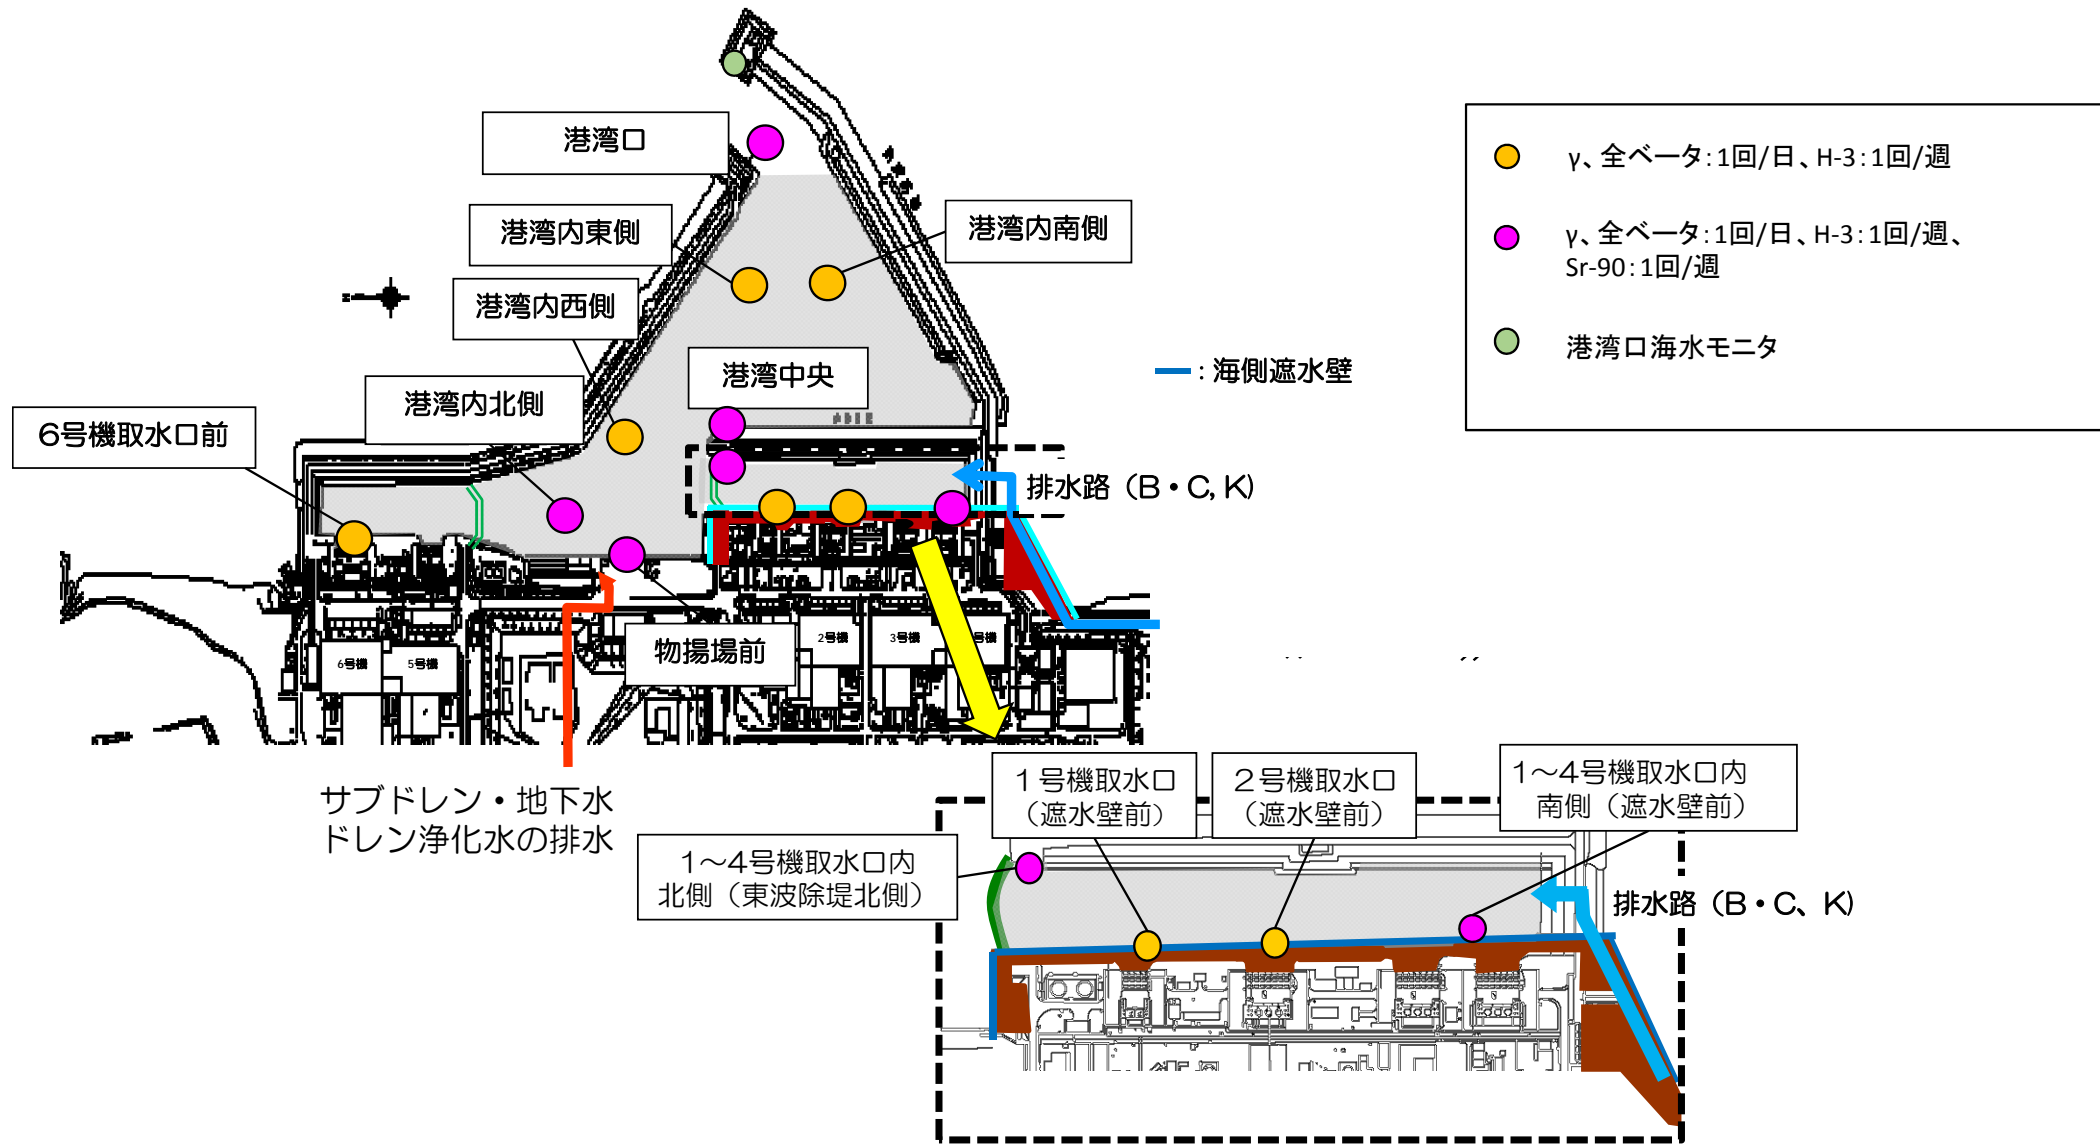 港湾口
γ、全ベータ：1回/日、H-3：1回/週
γ、全ベータ：1回/日、H-3：1回/週、
Sr-90：1回/週
港湾口海水モニタ
港湾内東側
港湾内南側
港湾内西側
港湾中央
：海側遮水壁
港湾内北側
6号機取水口前
排水路（B・C, K）
物揚場前
2号機
3号機
号機
6号機
5号機
サブドレン・地下水
ドレン浄化水の排水
1号機取水口
（遮水壁前）
2号機取水口
（遮水壁前）
1～4号機取水口内
南側（遮水壁前）
1～4号機取水口内
北側（東波除堤北側）
排水路（B・C、K）